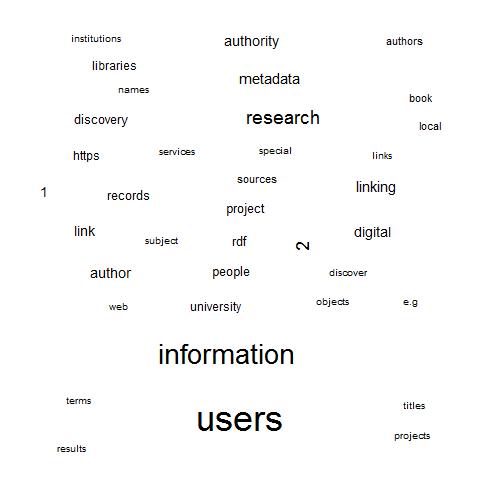 institutions
authority
authors
libraries
metadata
names
book
discovery
research
local
https
services
special
links
sources
1
records
linking
project
link
subject
rdf
2
digital
author
people
discover
web
university
objects
e.g
information
terms
users
titles
results
projects